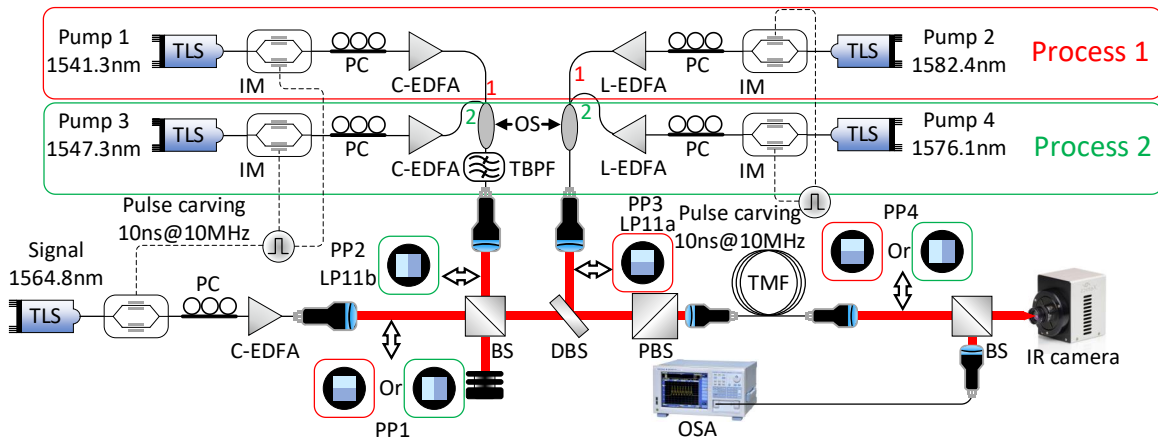 Pump 1
1541.3nm
TLS
IM
PC
C-EDFA
1
1
L-EDFA
PC
IM
TLS
Pump 2
1582.4nm
Process 1
Pump 3
1547.3nm
TLS
IM
PC
C-EDFA
2
OS
2
TBPF
L-EDFA
PC
IM
TLS
Pump 4
1576.1nm
Process 2
Pulse carving
10ns@10MHz
Signal
1564.8nm
TLS
PC
C-EDFA
PP2
LP11b
PP3
LP11a
Pulse carving
10ns@10MHz
TMF
PP4
Or
BS
DBS
PBS
BS
IR camera
Or
PP1
OSA